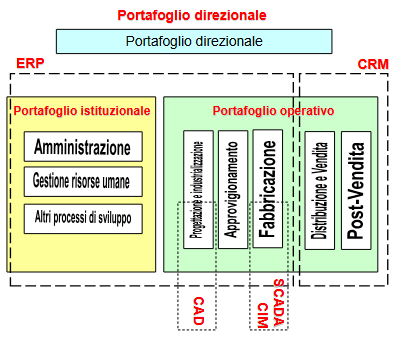 Portafoglio direzionale
Portafoglio direzionale
ERP
CRM
Portafoglio istituzionale
Portafoglio operativo
Amministrazione
Gestione risorse umane
Altri processi di sviluppo
Progettazione e industrializzazione
Approvigionamento
Fabbricazione
Distribuzione e Vendita
Post-Vendita
CAD
CIM
SCADA